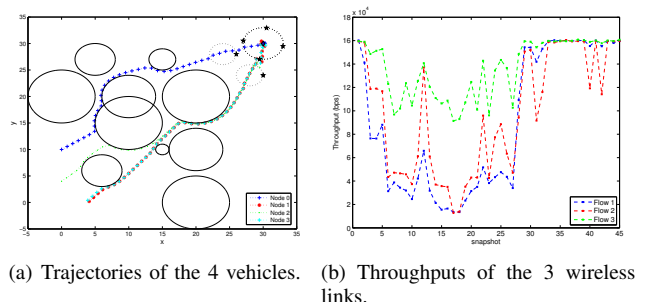 35
30
25
20
15
10
5
0
-5
-5 0 5 10 15 20 25 30 35
y
x
Node 0
Node 1
Node 2
Node 3
18 x 10⁴
16
14
12
10
8
6
4
2
0
0 5 10 15 20 25 30 35 40 45
Throughput (bps)
snapshot
Flow 1
Flow 2
Flow 3
(a) Trajectories of the 4 vehicles.
(b) Throughputs of the 3 wireless
links.